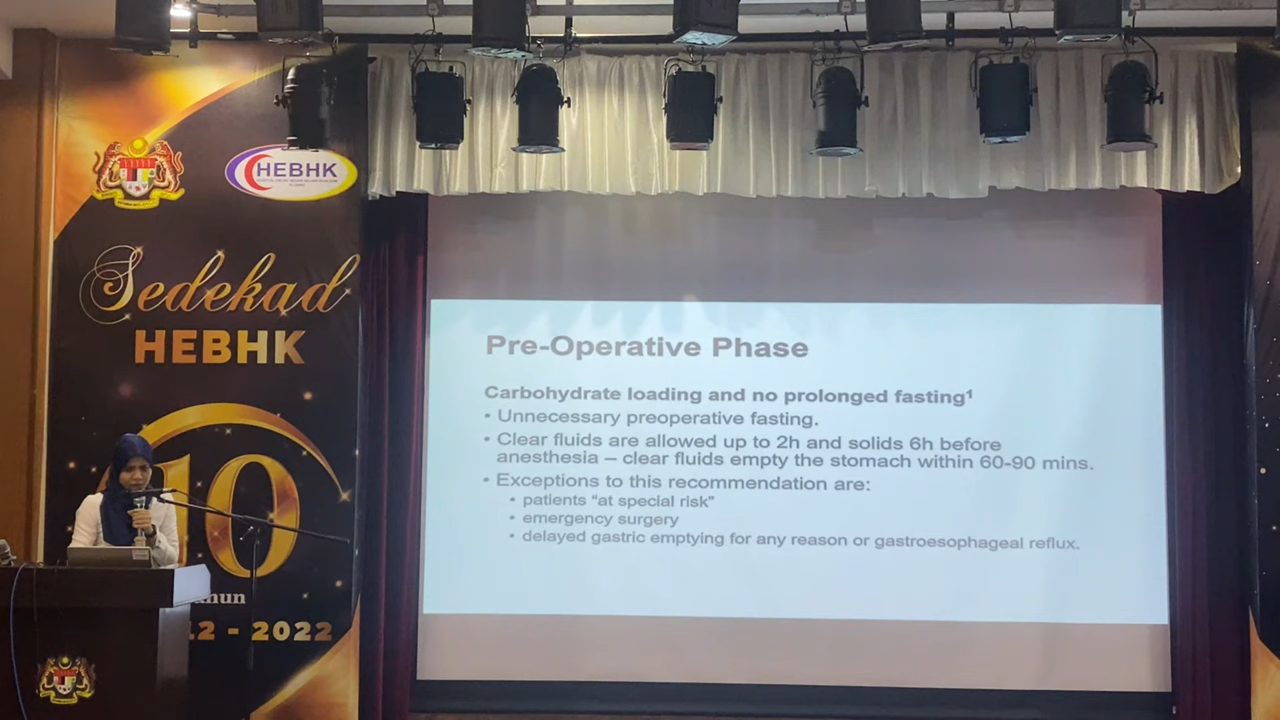 HEBHK
Sedekad
HEBHK
10
2 - 2022
Pre-Operative Phase
Carbohydrate loading and no prolonged fasting¹
• Unnecessary preoperative fasting.
• Clear fluids are allowed up to 2h and solids 6h before
anesthesia – clear fluids empty the stomach within 60-90 mins.
• Exceptions to this recommendation are:
• patients “at special risk”
• emergency surgery
• delayed gastric emptying for any reason or gastroesophageal reflux.